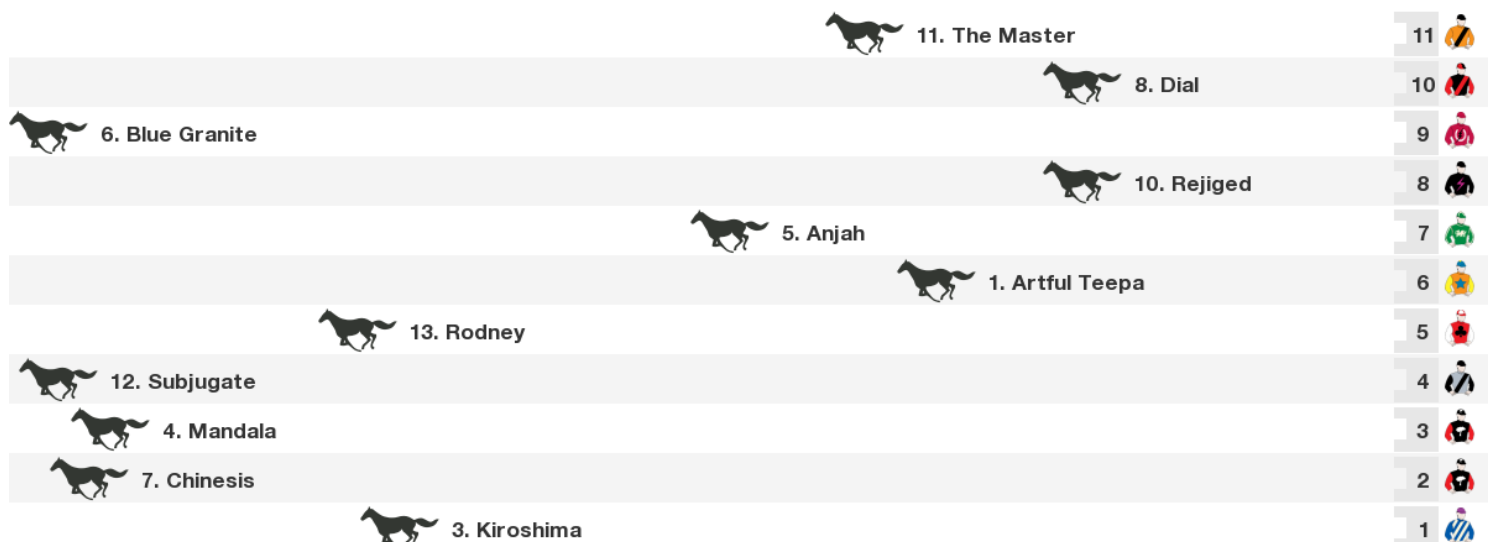 11. The Master 11
8. Dial 10
6. Blue Granite 9
10. Rejiged 8
5. Anjah 7
1. Artful Teepa 6
13. Rodney 5
12. Subjugate 4
4. Mandala 3
7. Chinesis 2
3. Kiroshima 1